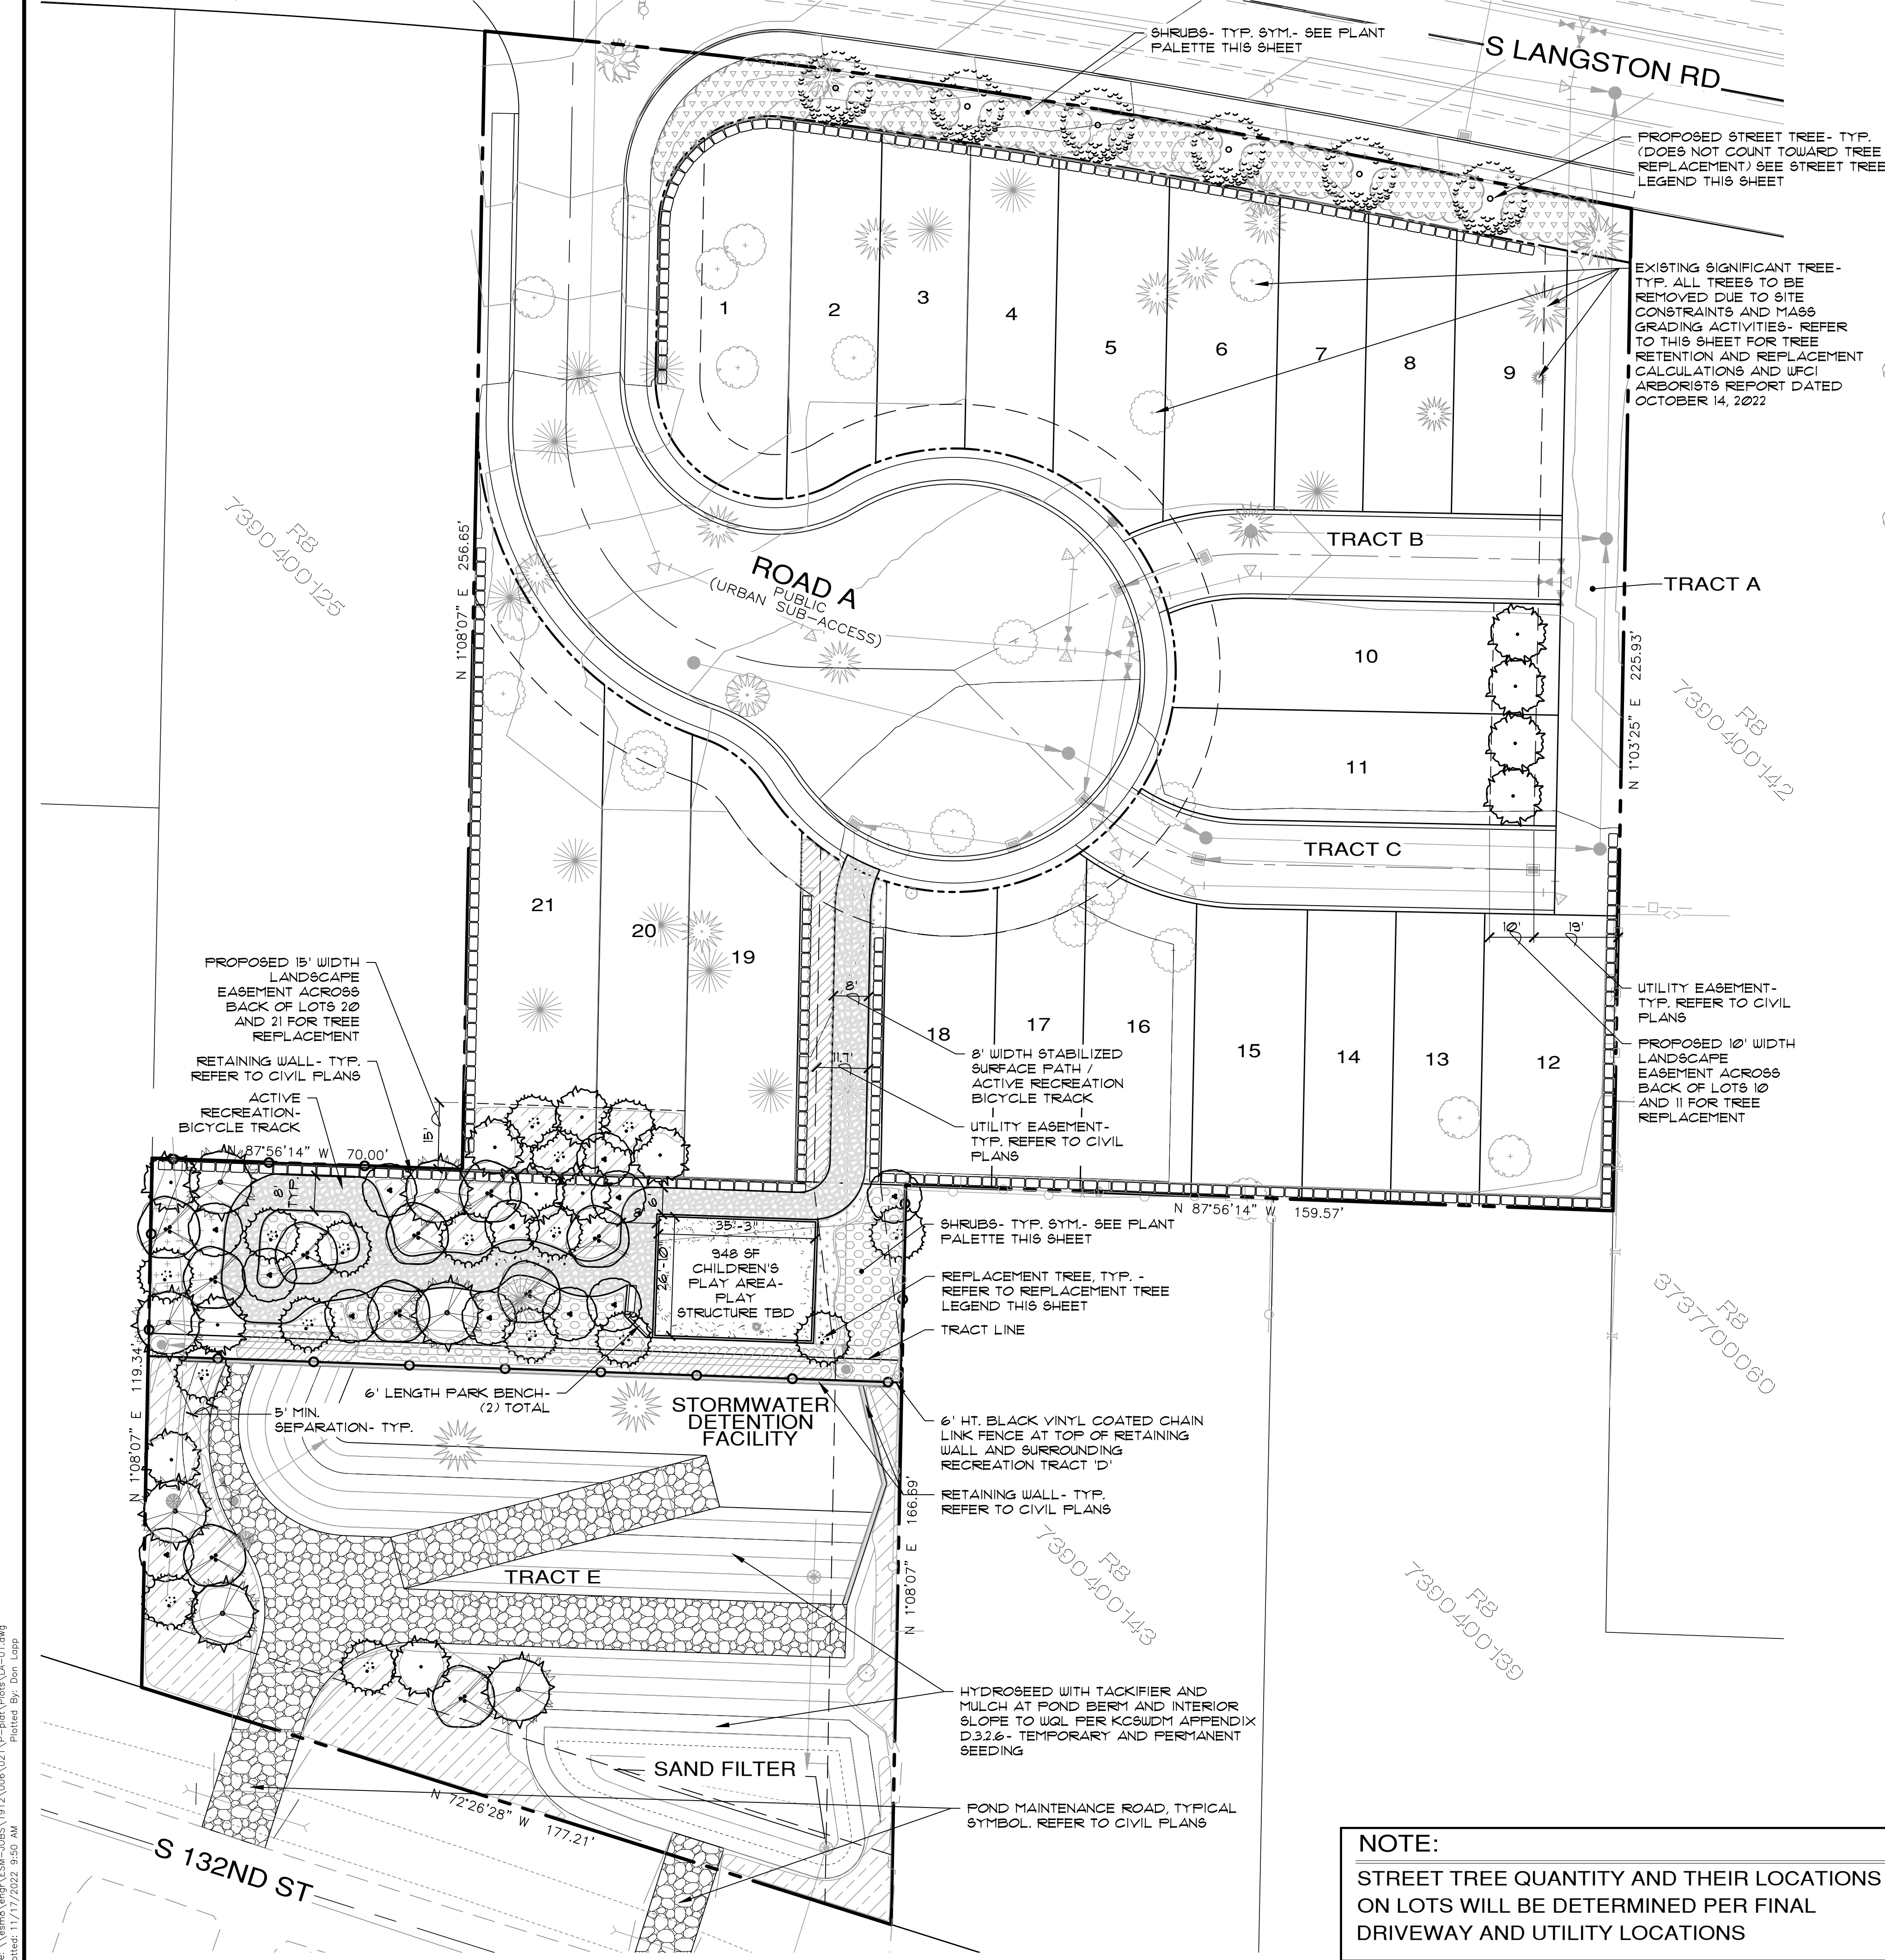 SHRUBS- TYP. SYM.- SEE PLANT
PALETTE THIS SHEET
S LANGSTON RD
PROPOSED STREET TREE- TYP.
(DOES NOT COUNT TOWARD TREE
REPLACEMENT) SEE STREET TREE
LEGEND THIS SHEET
EXISTING SIGNIFICANT TREE-
TYP. ALL TREES TO BE
REMOVED DUE TO SITE
CONSTRAINTS AND MASS
GRADING ACTIVITIES- REFER
TO THIS SHEET FOR TREE
RETENTION AND REPLACEMENT
CALCULATIONS AND WFCI
ARBORISTS REPORT DATED
OCTOBER 14, 2022
1
2
3
4
5
6
7
8
9
R8
7390400125
N 1°08'07" E 256.65'
ROAD A
PUBLIC
(URBAN SUB-ACCESS)
TRACT B
TRACT A
10
11
N 1°03'25" E 225.93'
R8
7390400142
TRACT C
21
20
19
18
17
16
15
14
13
12
10'
19'
8'
11.7'
PROPOSED 15' WIDTH
LANDSCAPE
EASEMENT ACROSS
BACK OF LOTS 20
AND 21 FOR TREE
REPLACEMENT
RETAINING WALL- TYP.
REFER TO CIVIL PLANS
ACTIVE
RECREATION-
BICYCLE TRACK
15'
N 87°56'14" W 70.00'
8' WIDTH STABILIZED
SURFACE PATH /
ACTIVE RECREATION
BICYCLE TRACK
UTILITY EASEMENT-
TYP. REFER TO CIVIL
PLANS
UTILITY EASEMENT-
TYP. REFER TO CIVIL
PLANS
PROPOSED 10' WIDTH
LANDSCAPE
EASEMENT ACROSS
BACK OF LOTS 10
AND 11 FOR TREE
REPLACEMENT
N 87°56'14" W 159.57'
8'
TYP.
35'-3"
26'-10"
948 SF
CHILDREN'S
PLAY AREA-
PLAY
STRUCTURE TBD
SHRUBS- TYP. SYM.- SEE PLANT
PALETTE THIS SHEET
REPLACEMENT TREE, TYP. -
REFER TO REPLACEMENT TREE
LEGEND THIS SHEET
TRACT LINE
R8
3737700080
N 1°08'07" E 119.34'
6' LENGTH PARK BENCH-
(2) TOTAL
5' MIN.
SEPARATION- TYP.
STORMWATER
DETENTION
FACILITY
6' HT. BLACK VINYL COATED CHAIN
LINK FENCE AT TOP OF RETAINING
WALL AND SURROUNDING
RECREATION TRACT 'D'
RETAINING WALL- TYP.
REFER TO CIVIL PLANS
N 1°08'07" E 166.69'
TRACT E
R8
7390400143
R8
7390400139
HYDROSEED WITH TACKIFIER AND
MULCH AT POND BERM AND INTERIOR
SLOPE TO WQL PER KCSWDM APPENDIX
D.3.2.6- TEMPORARY AND PERMANENT
SEEDING
SAND FILTER
POND MAINTENANCE ROAD, TYPICAL
SYMBOL. REFER TO CIVIL PLANS
N 72°26'28" W 177.21'
S 132ND ST
NOTE:
STREET TREE QUANTITY AND THEIR LOCATIONS
ON LOTS WILL BE DETERMINED PER FINAL
DRIVEWAY AND UTILITY LOCATIONS
11/17/2022 9:50 AM Plotted By: Don Lopp